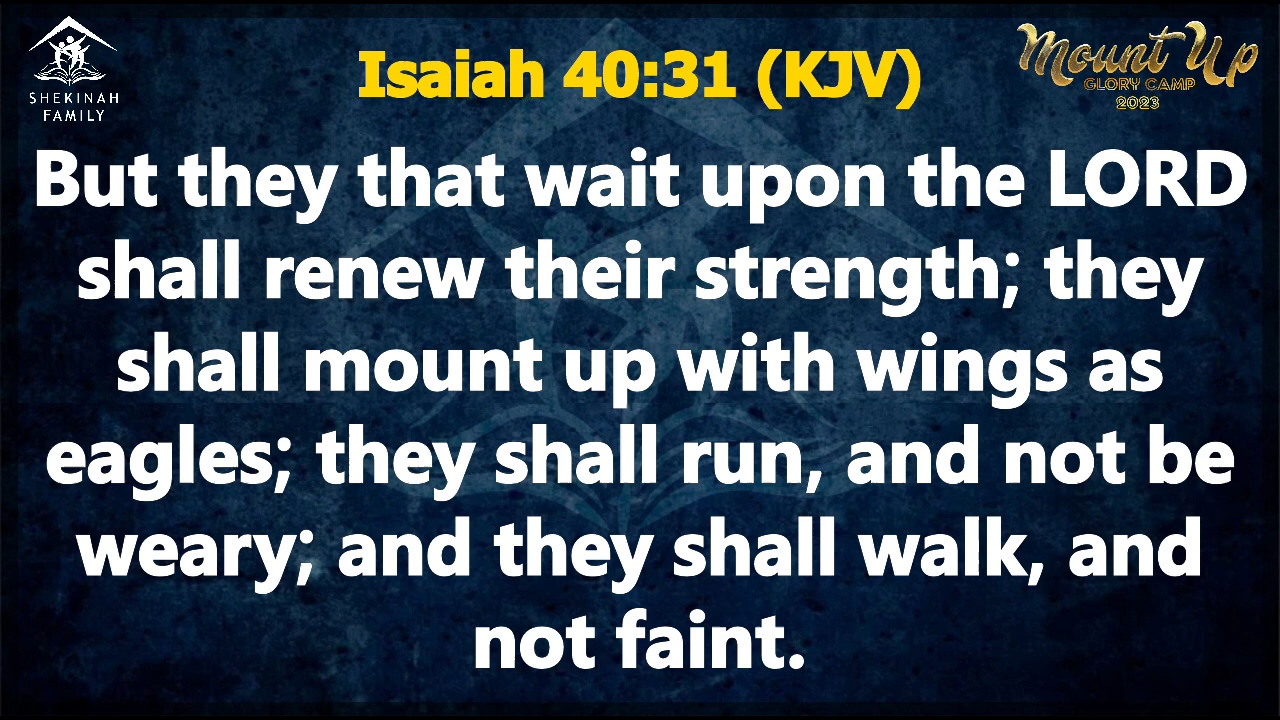 SHEKINAH
FAMILY
Isaiah 40:31 (KJV)
Mount Up
GLORY CAMP
2023
But they that wait upon the LORD
shall renew their strength; they
shall mount up with wings as
eagles; they shall run, and not be
weary; and they shall walk, and
not faint.